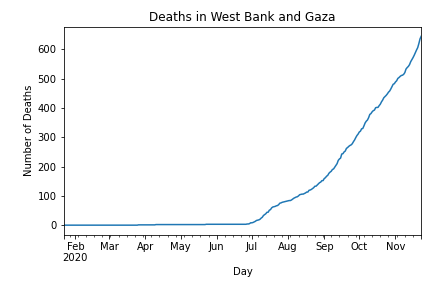 Deaths in West Bank and Gaza
Number of Deaths
600
500
400
300
200
100
0
Feb Mar Apr May Jun Jul Aug Sep Oct Nov
2020
Day